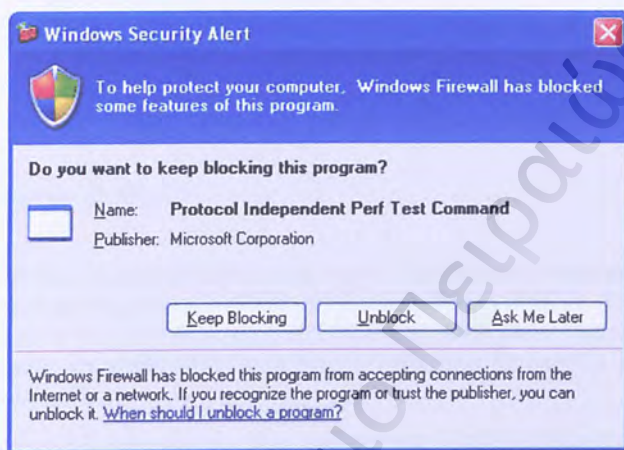 Windows Security Alert
To help protect your computer, Windows Firewall has blocked
some features of this program.
Do you want to keep blocking this program?
Name: Protocol Independent Perf Test Command
Publisher: Microsoft Corporation
Keep Blocking Unblock Ask Me Later
Windows Firewall has blocked this program from accepting connections from the
Internet or a network. If you recognize the program or trust the publisher, you can
unblock it. When should I unblock a program?
Πειραιώ